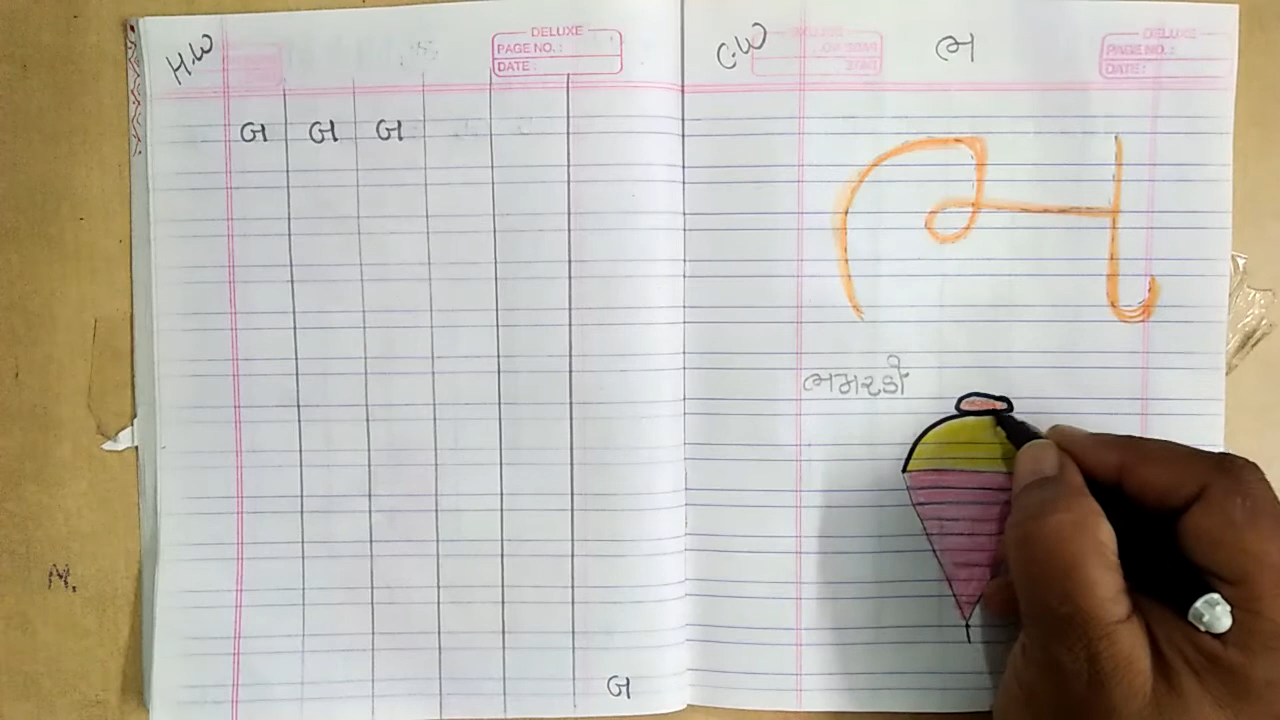 H.W
DELUXE
PAGE NO. :
DATE :
બ બ બ
બ
C.W
ભ
DELUXE
PAGE NO. :
DATE :
ભ
ભમરડો
M.